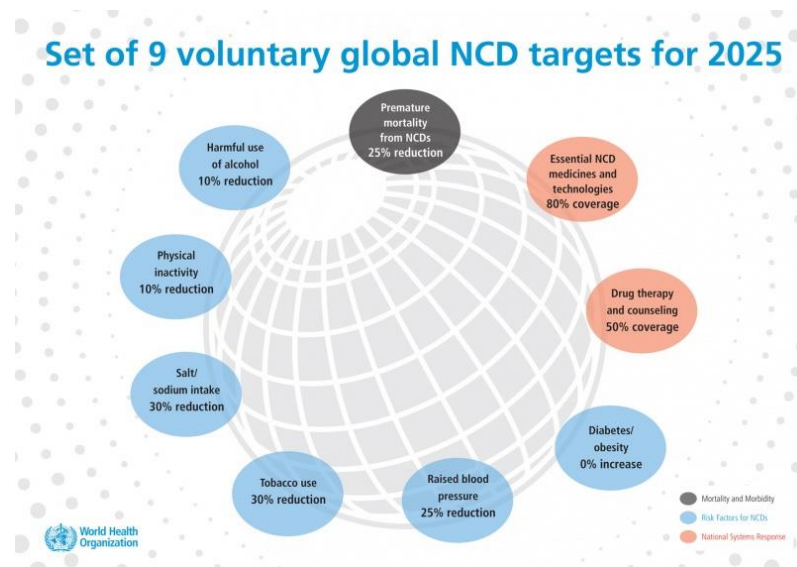 Set of 9 voluntary global NCD targets for 2025
Premature
mortality
from NCDs
25% reduction
Essential NCD
medicines and
technologies
80% coverage
Drug therapy
and counseling
50% coverage
Diabetes/
obesity
0% increase
Raised blood
pressure
25% reduction
Tobacco use
30% reduction
Salt/
sodium intake
30% reduction
Physical
inactivity
10% reduction
Harmful use
of alcohol
10% reduction
Mortality and Morbidity
Risk Factors for NCDs
National Systems Response
World Health
Organization